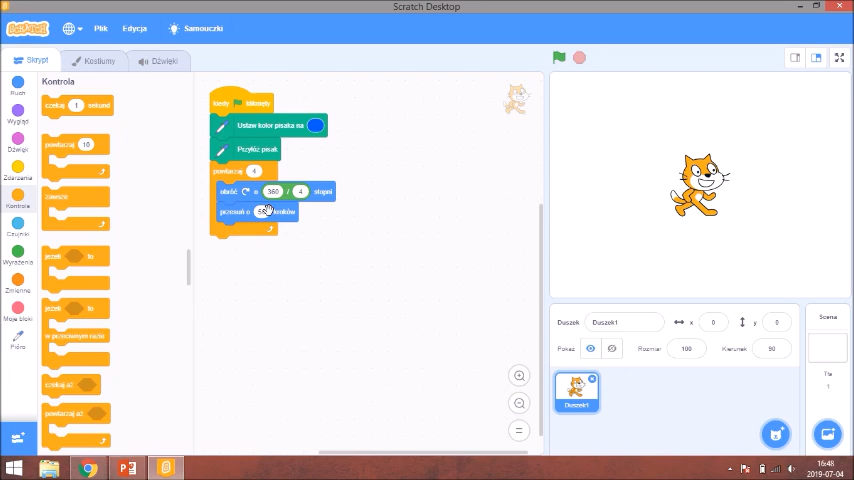 Scratch Desktop
SCRATCH Plik Edycja Samouczki
Skrypt Kostiumy Dźwięki
Ruch
Wygląd
Dźwięk
Zdarzenia
Kontrola
Czujniki
Wyrażenia
Zmienne
Moje bloki
Pióro
Kontrola
czekaj 1 sekund
powtarzaj 10
zawsze
jeżeli to
jeżeli to
w przeciwnym razie
czekaj aż
powtarzaj aż
kiedy kliknięty
Ustaw kolor pisaka na
Przyłóż pisak
powtarzaj 4
obróć o 360 / 4 stopni
przesuń o kroków
Duszek Duszek1 x 0 y 0
Pokaż Rozmiar 100 Kierunek 90
Duszek1
Scena
Tła
1
16:48
2019-07-04